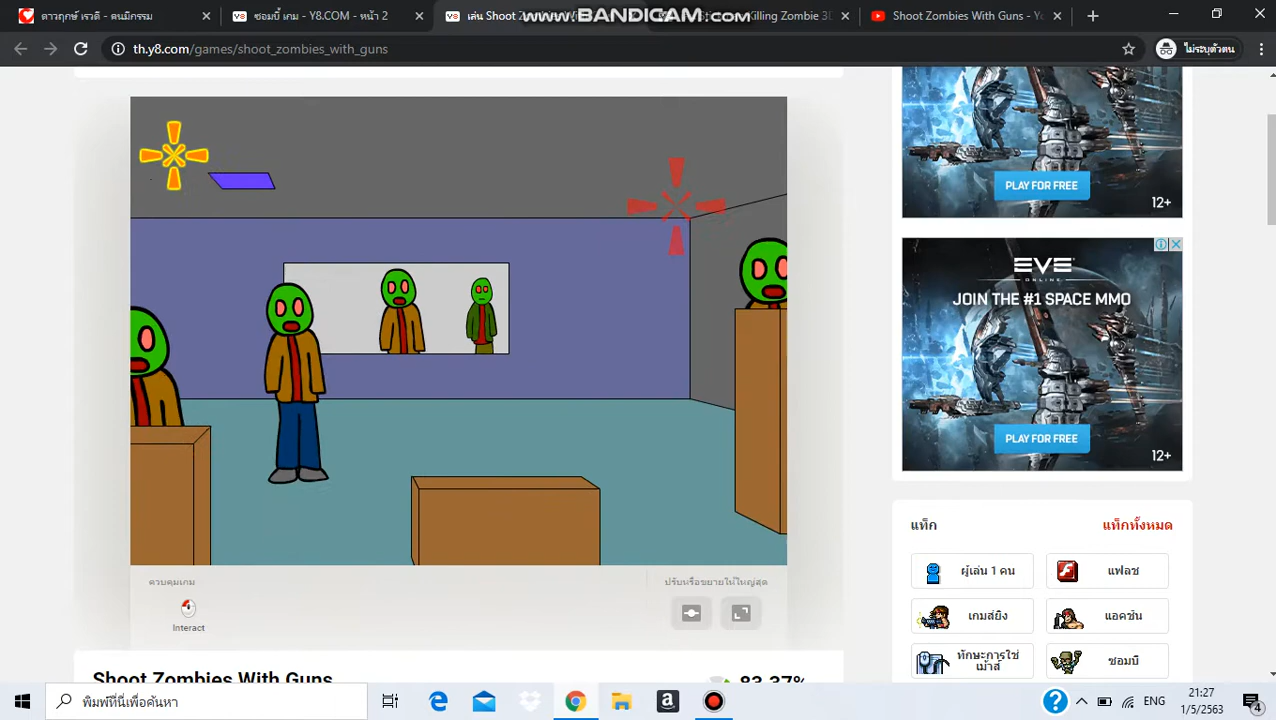 www.BANDICAM.com
ดาวฤกษ์ เรดี - ตบมิกรรม
ซอมบี้ เกม - Y8.COM - หน้า 2
เล่น Shoot
Killing Zombie 3D
Shoot Zombies With Guns - Y
th.y8.com/games/shoot_zombies_with_guns
ไม่ระบุตัวตน
PLAY FOR FREE
12+
EVE
ONLINE
JOIN THE #1 SPACE MMO
PLAY FOR FREE
12+
แท็ก
แท็กทั้งหมด
ผู้เล่น 1 คน
แฟลช
เกมส์ยิง
แอคชั่น
ทักษะการใช่เม้าส์
ซอมบี
ควบคุมเกม
ปรับหรือขยายให้ใหญ่สุด
Interact
Shoot Zombies With Guns
83.37%
พิมพ์ที่นี่เพื่อค้นหา
ENG
21:27
1/5/2563
4